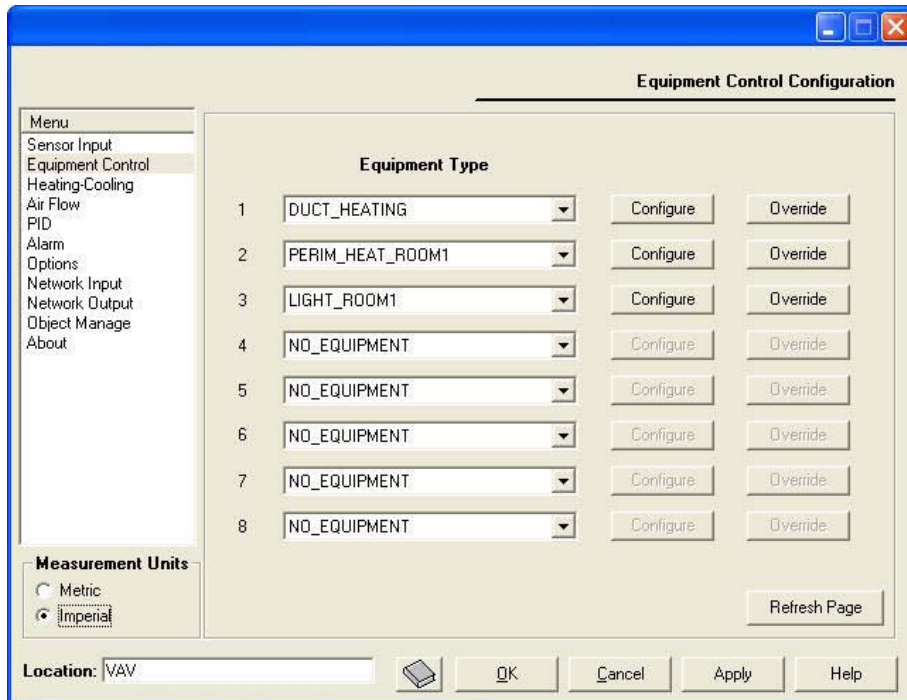 Equipment Control Configuration
Menu
Sensor Input
Equipment Control
Heating-Cooling
Air Flow
PID
Alarm
Options
Network Input
Network Output
Object Manage
About
Equipment Type
1 DUCT_HEATING Configure Override
2 PERIM_HEAT_ROOM1 Configure Override
3 LIGHT_ROOM1 Configure Override
4 NO_EQUIPMENT Configure Override
5 NO_EQUIPMENT Configure Override
6 NO_EQUIPMENT Configure Override
7 NO_EQUIPMENT Configure Override
8 NO_EQUIPMENT Configure Override
Measurement Units
Metric
Imperial
Refresh Page
Location: VAV OK Cancel Apply Help